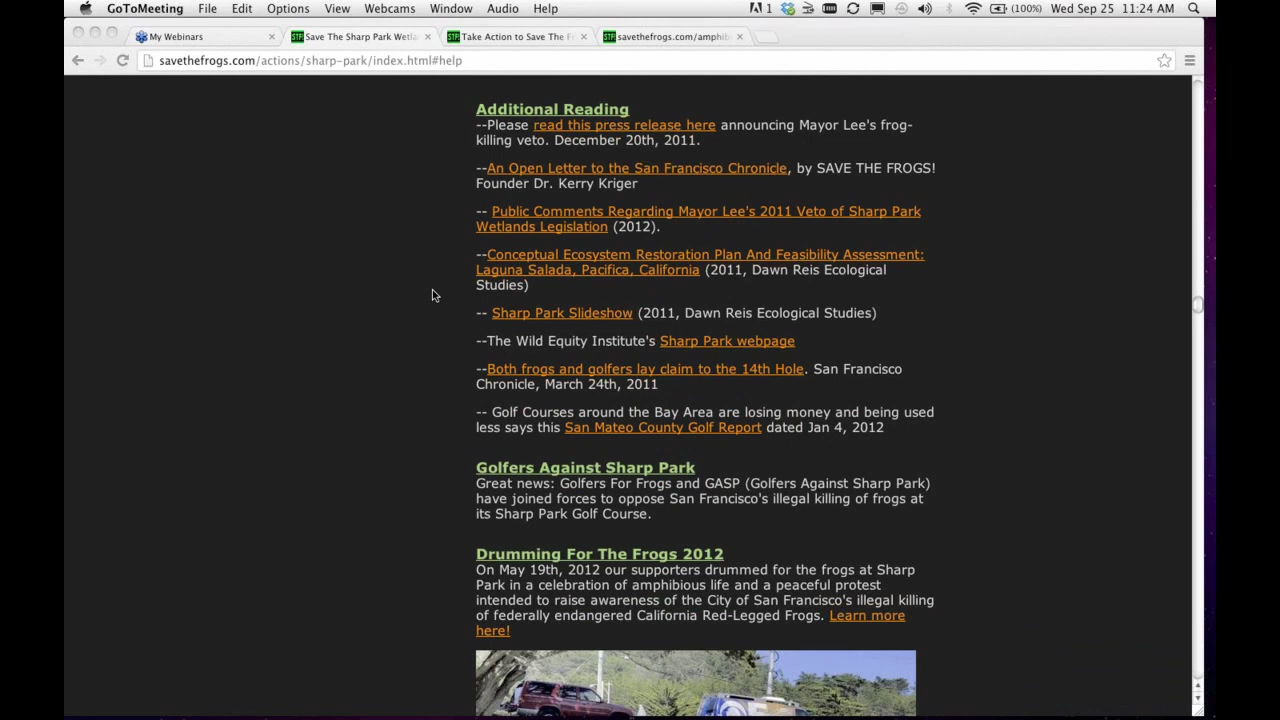 GoToMeeting File Edit Options View Webcams Window Audio Help 1 (100%) Wed Sep 25 11:24 AM
My Webinars Save The Sharp Park Wetla Take Action to Save The F savethefrogs.com/amphib
savethefrogs.com/actions/sharp-park/index.html#help
Additional Reading
--Please read this press release here announcing Mayor Lee's frog-
killing veto. December 20th, 2011.
--An Open Letter to the San Francisco Chronicle, by SAVE THE FROGS!
Founder Dr. Kerry Kriger
-- Public Comments Regarding Mayor Lee's 2011 Veto of Sharp Park
Wetlands Legislation (2012).
--Conceptual Ecosystem Restoration Plan And Feasibility Assessment:
Laguna Salada, Pacifica, California (2011, Dawn Reis Ecological
Studies)
-- Sharp Park Slideshow (2011, Dawn Reis Ecological Studies)
--The Wild Equity Institute's Sharp Park webpage
--Both frogs and golfers lay claim to the 14th Hole. San Francisco
Chronicle, March 24th, 2011
-- Golf Courses around the Bay Area are losing money and being used
less says this San Mateo County Golf Report dated Jan 4, 2012
Golfers Against Sharp Park
Great news: Golfers For Frogs and GASP (Golfers Against Sharp Park)
have joined forces to oppose San Francisco's illegal killing of frogs at
its Sharp Park Golf Course.
Drumming For The Frogs 2012
On May 19th, 2012 our supporters drummed for the frogs at Sharp
Park in a celebration of amphibious life and a peaceful protest
intended to raise awareness of the City of San Francisco's illegal killing
of federally endangered California Red-Legged Frogs. Learn more
here!